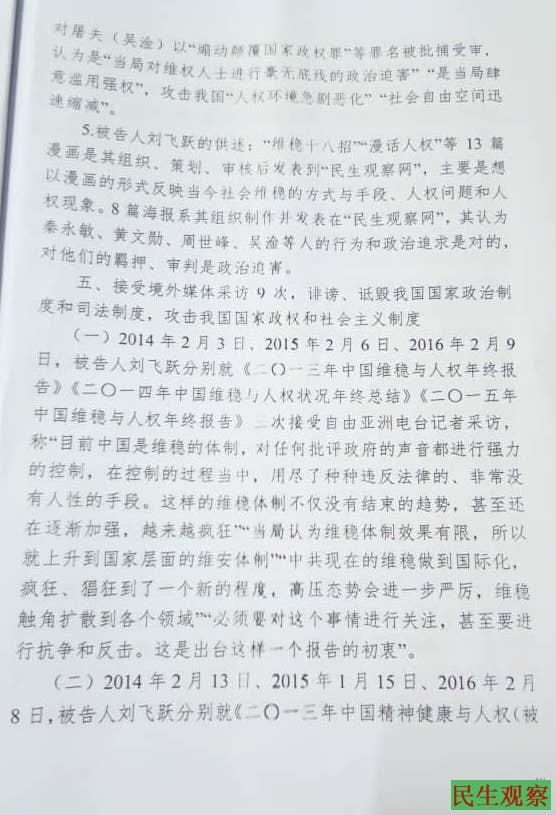 对屠夫（吴淦）以“煽动颠覆国家政权罪”等罪名被批捕受审，
认为是“当局对维权人士进行毫无底线的政治迫害”“是当局肆
意滥用强权”，攻击我国“人权环境急剧恶化”“社会自由空间迅
速缩减”。
5.被告人刘飞跃的供述：“维稳十八招”“漫话人权”等 13 篇
漫画是其组织、策划、审核后发表到“民生观察网”，主要是想
以漫画的形式反映当今社会维稳的方式与手段、人权问题和人
权现象。8 篇海报系其组织制作并发表在“民生观察网”，其认为
秦永敏、黄文勋、周世峰、吴淦等人的行为和政治追求是对的，
对他们的羁押、审判是政治迫害。
五、接受境外媒体采访 9 次，诽谤、诋毁我国国家政治制
度和司法制度，攻击我国国家政权和社会主义制度
（一）2014 年 2 月 3 日、2015 年 2 月 6 日、2016 年 2 月 9
日，被告人刘飞跃分别就《二〇一三年中国维稳与人权年终报
告》《二〇一四年中国维稳与人权状况年终总结》《二〇一五年
中国维稳与人权年终报告》三次接受自由亚洲电台记者采访，
称“目前中国是维稳的体制，对任何批评政府的声音都进行强力
的控制，在控制的过程当中，用尽了种种违反法律的、非常没
有人性的手段。这样的维稳体制不仅没有结束的趋势，甚至还
在逐渐加强，越来越疯狂”“当局认为维稳体制效果有限，所以
就上升到国家层面的维安体制”“中共现在的维稳做到国际化，
疯狂、猖狂到了一个新的程度，高压态势会进一步严厉，维稳
触角扩散到各个领域”“必须要对这个事情进行关注，甚至要进
行抗争和反击。这是出台这样一个报告的初衷”。
（二）2014 年 2 月 13 日、2015 年 1 月 15 日、2016 年 2 月
8 日，被告人刘飞跃分别就《二〇一三年中国精神健康与人权（被
民生观察